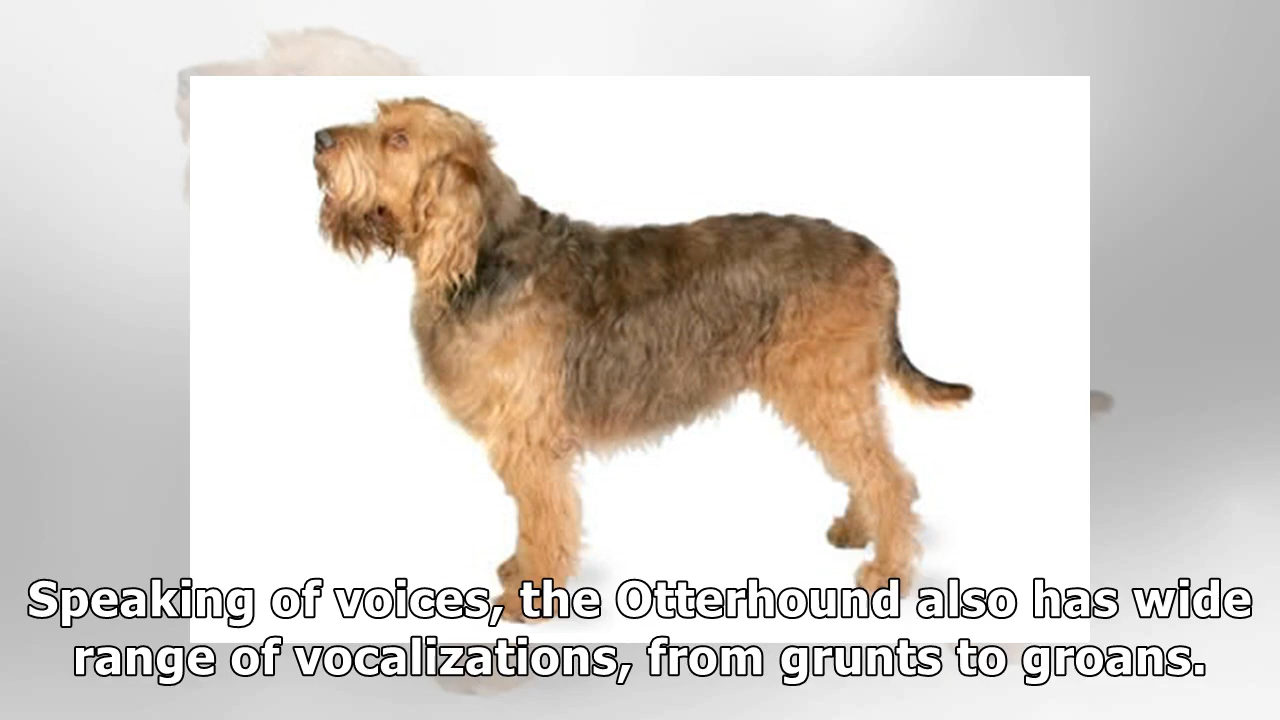 Speaking of voices, the Otterhound also has wide
range of vocalizations, from grunts to groans.